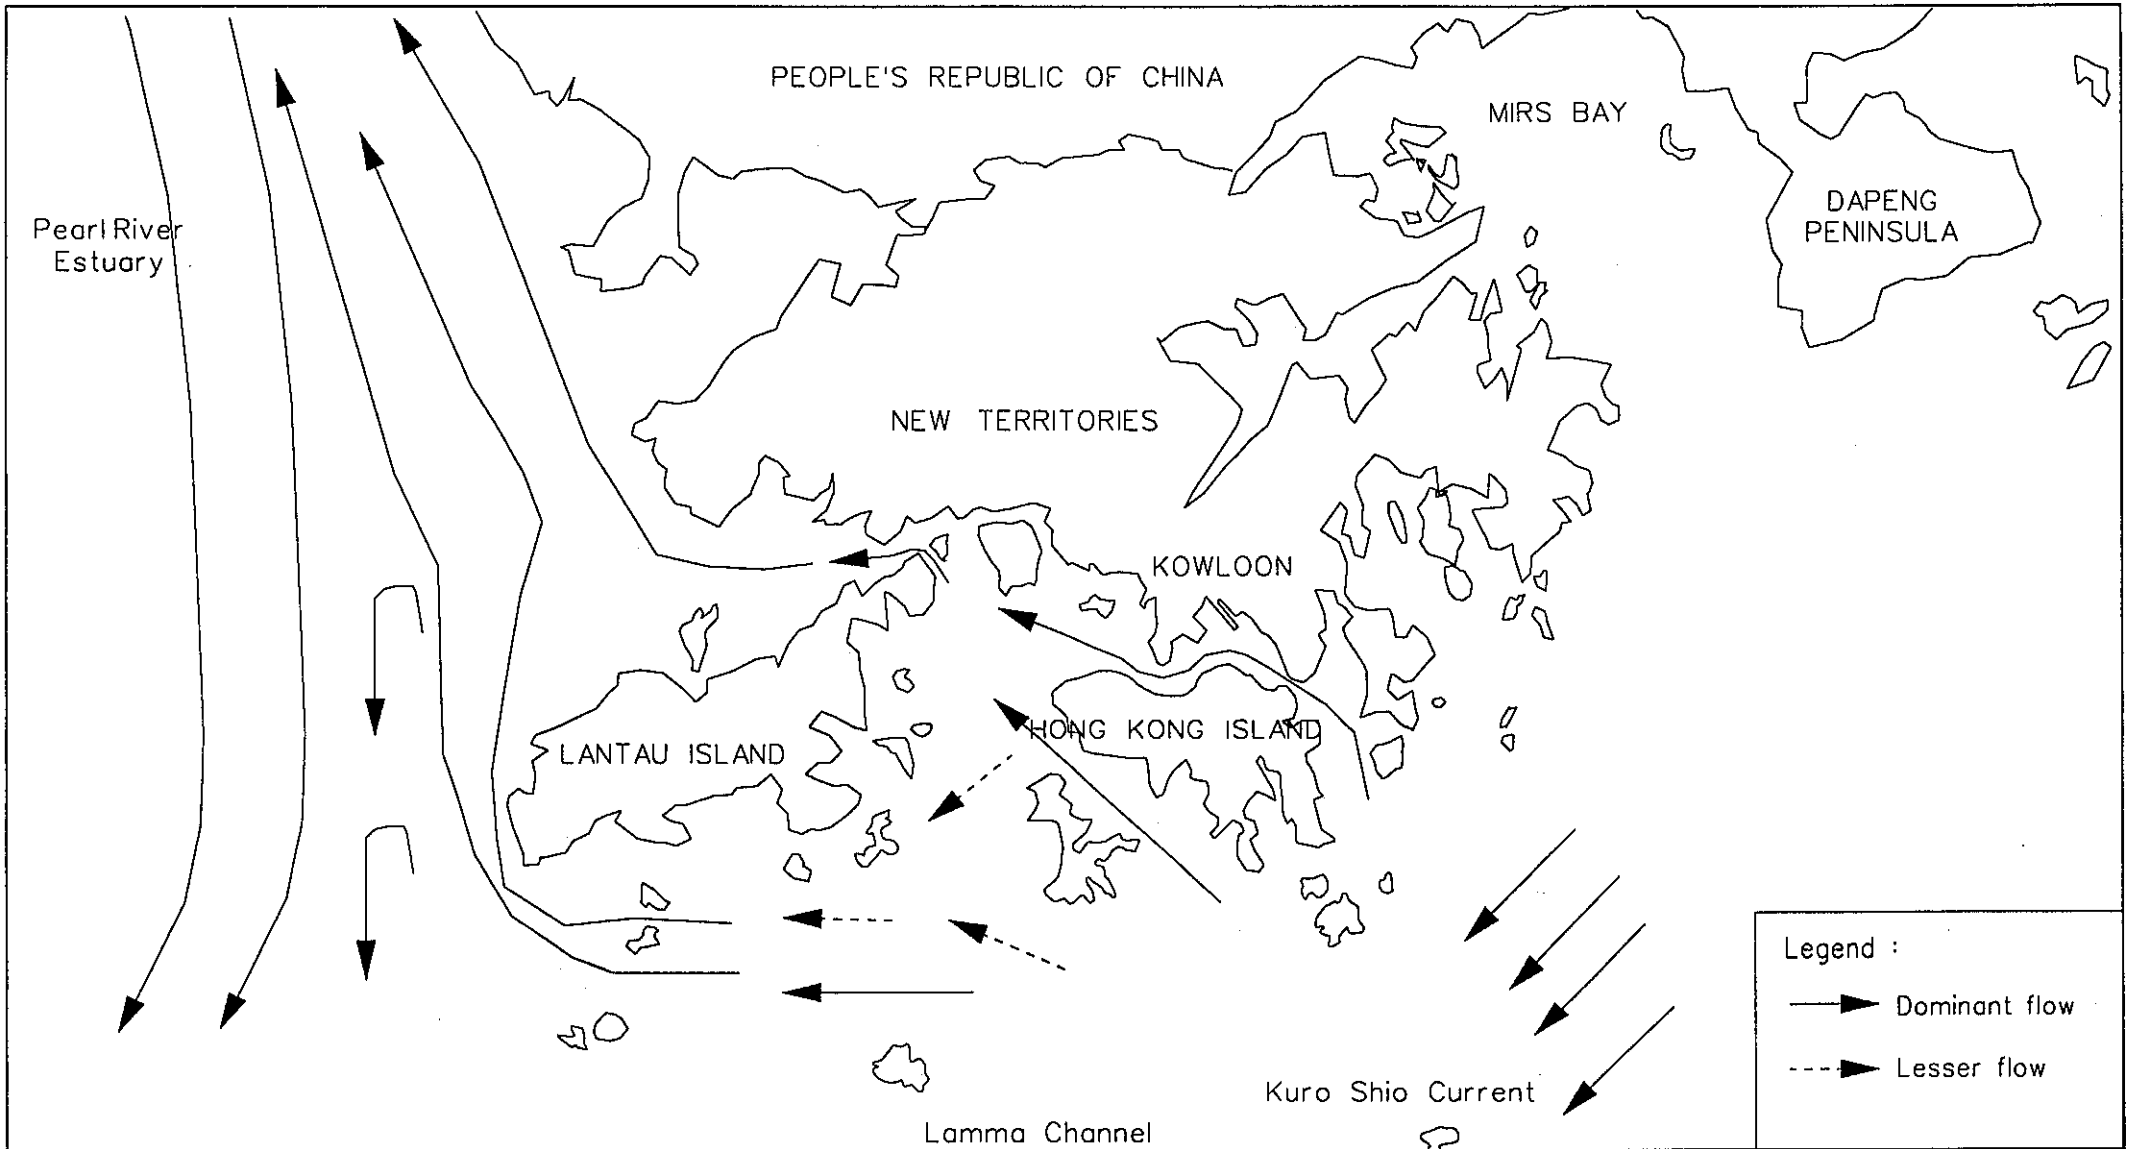 PEOPLE'S REPUBLIC OF CHINA
MIRS BAY
DAPENG
PENINSULA
Pearl River
Estuary
NEW TERRITORIES
KOWLOON
HONG KONG ISLAND
LANTAU ISLAND
Legend :
Dominant flow
Lesser flow
Kuro Shio Current
Lamma Channel